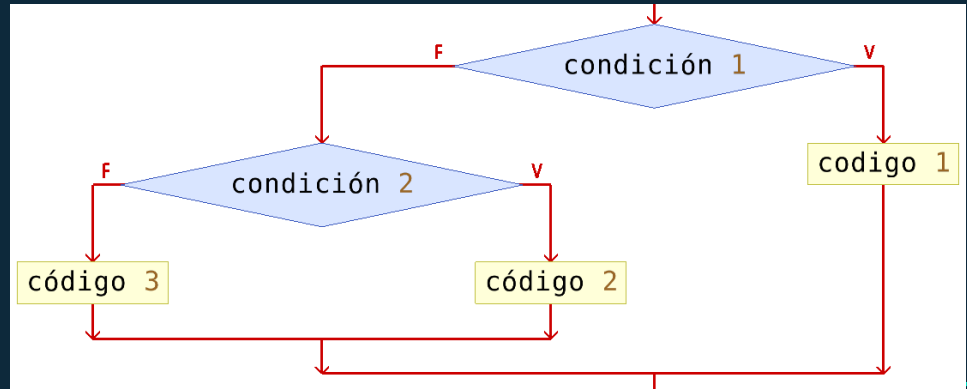 F
V
condición 1
F
V
condición 2
codigo 1
código 3
código 2